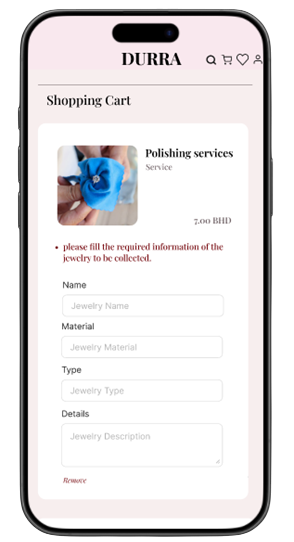 DURRA
Shopping Cart
Polishing services
Service
7.00 BHD
• please fill the required information of the
jewelry to be collected.
Name
Jewelry Name
Material
Jewelry Material
Type
Jewelry Type
Details
Jewelry Description
Remove